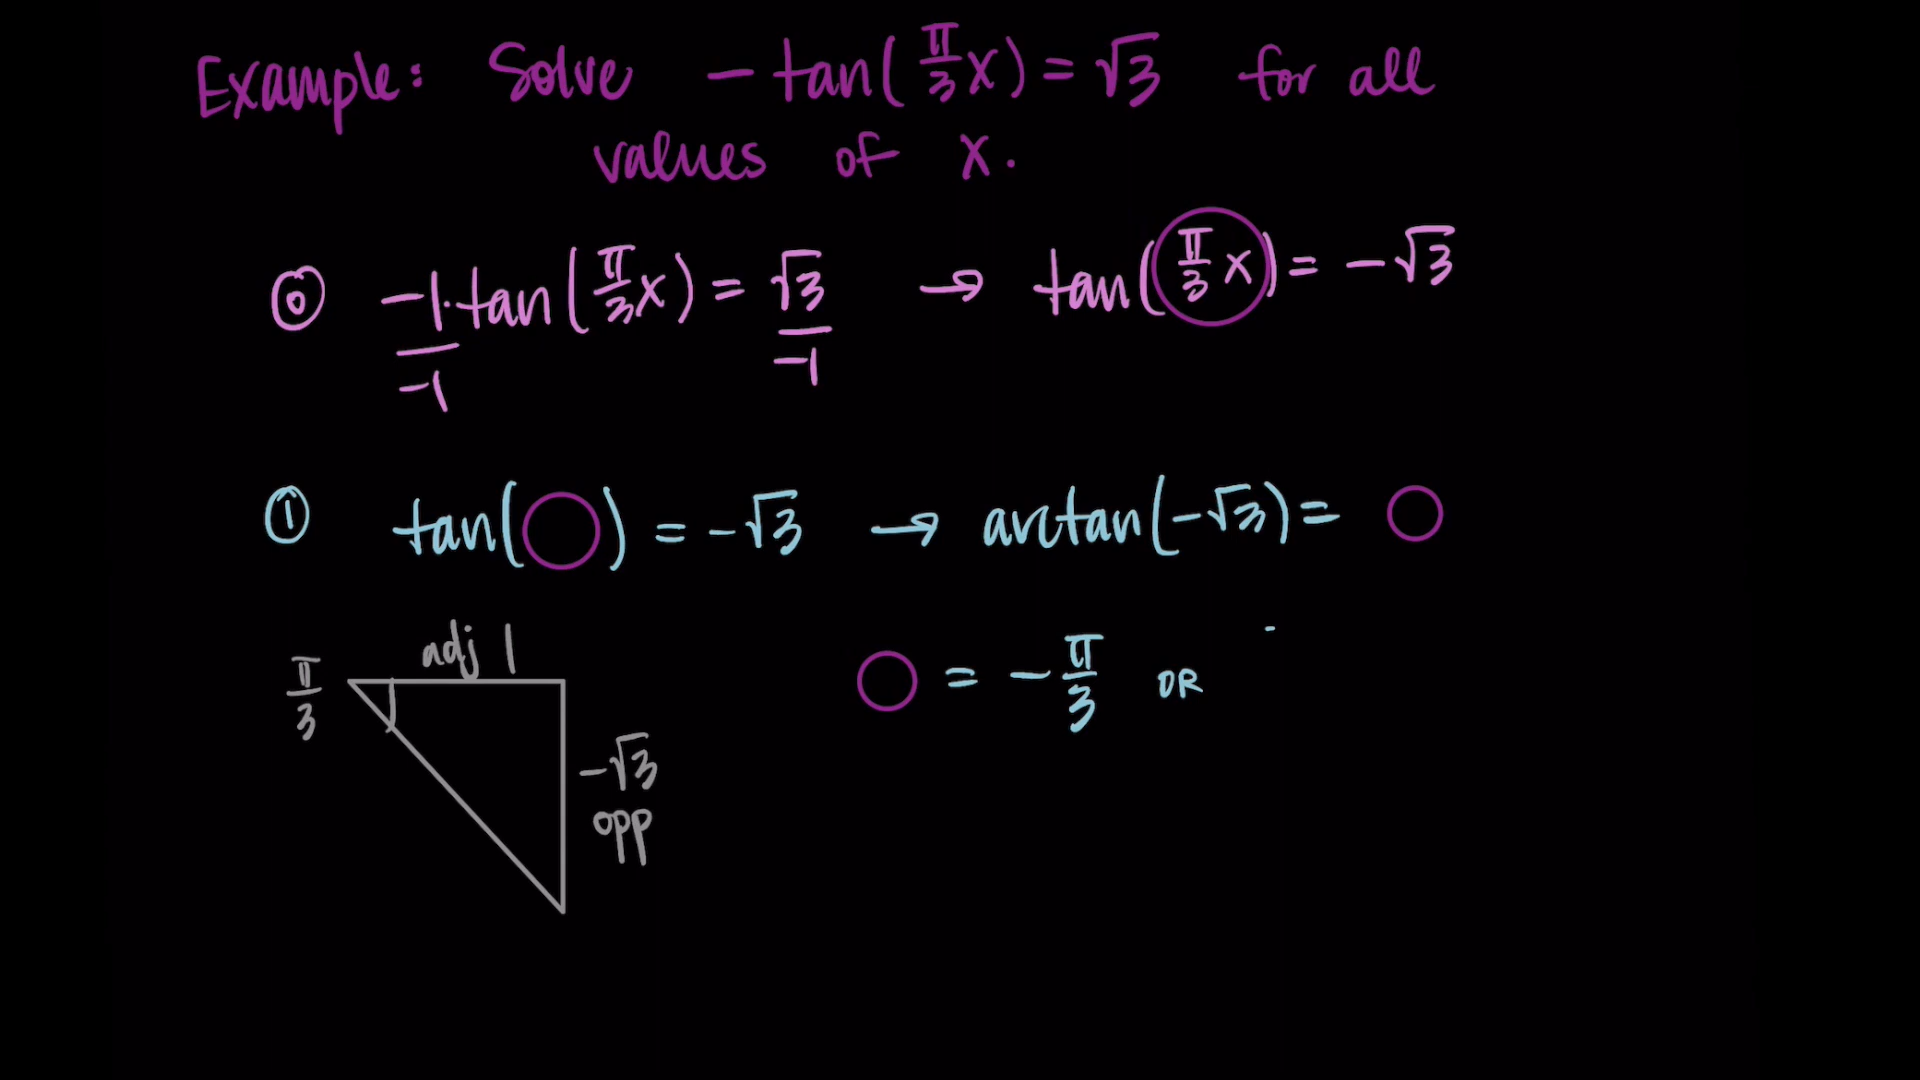 Example: Solve -tan(π/3 x) = √3 for all
values of x.
⓪ -1·tan(π/3 x)/-1 = √3/-1 → tan(π/3 x) = -√3
① tan(○) = -√3 → arctan(-√3) = ○
adj 1
π/3
○ = -π/3 OR -
-√3
opp